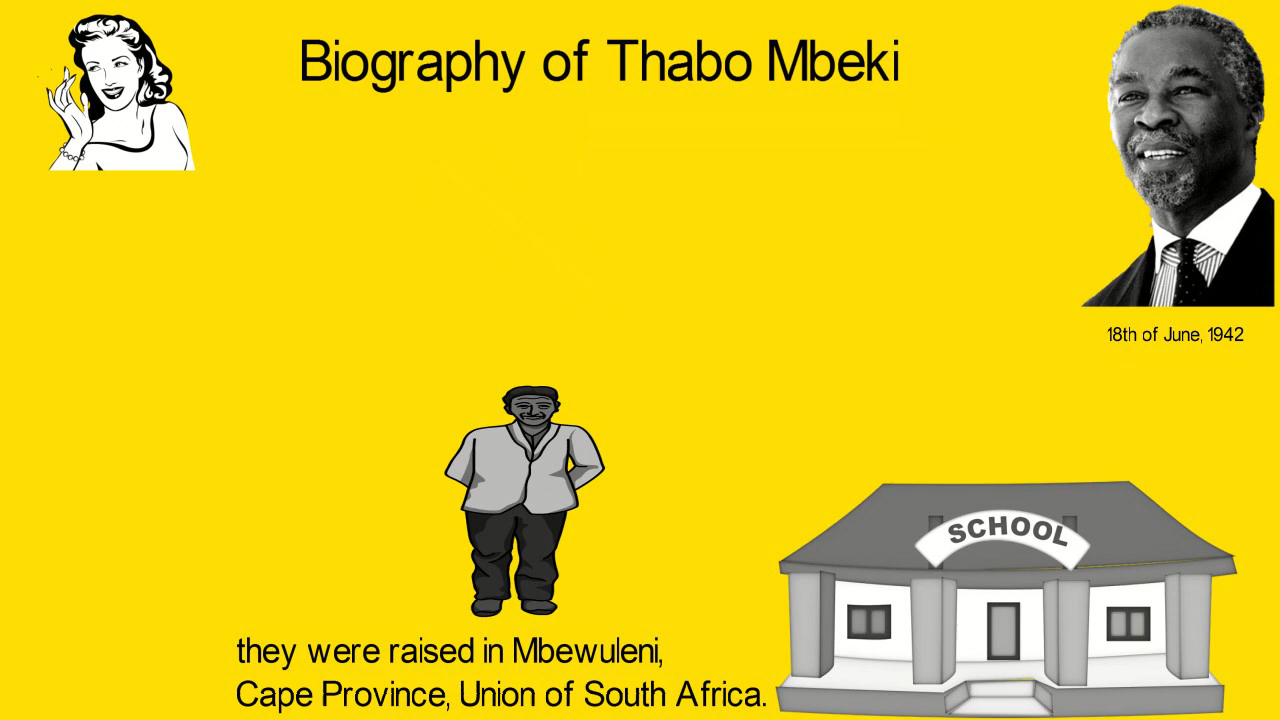 Biography of Thabo Mbeki
18th of June, 1942
SCHOOL
they were raised in Mbewuleni,
Cape Province, Union of South Africa.